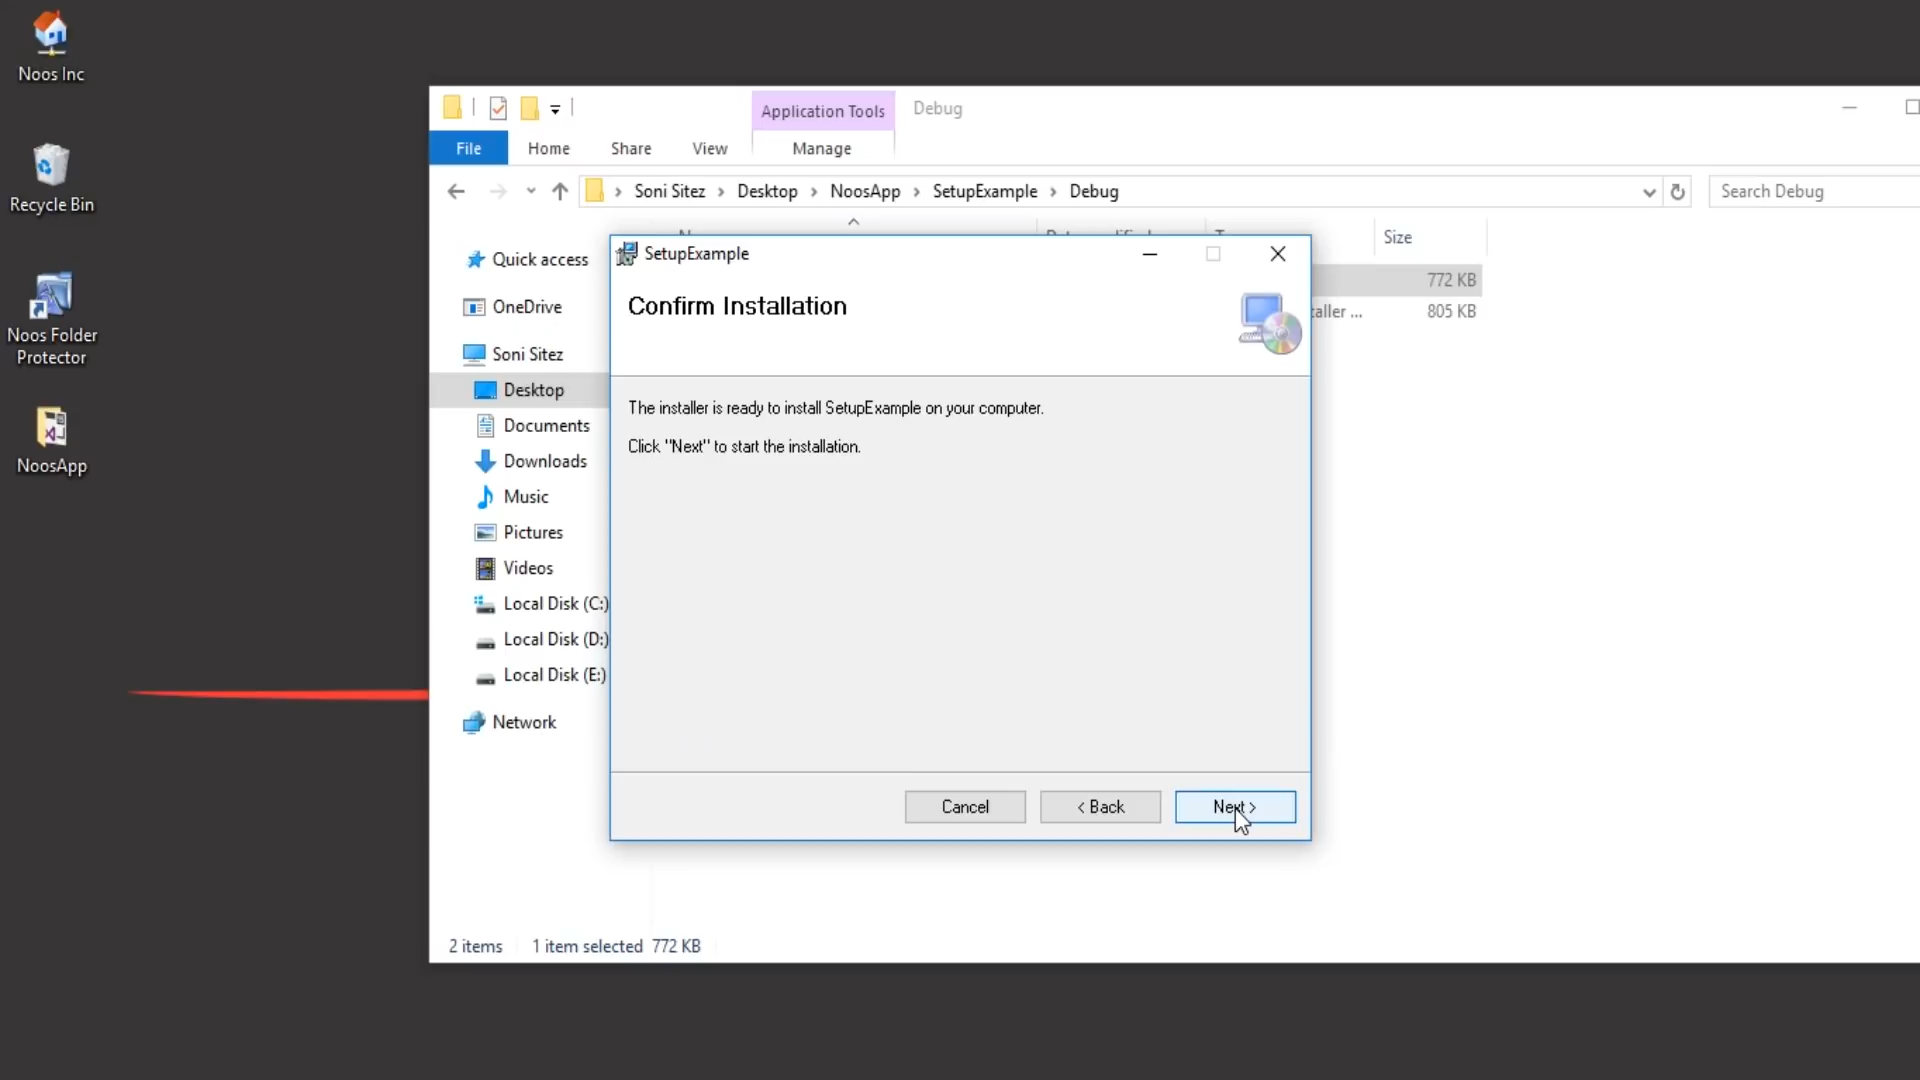 Noos Inc
Recycle Bin
Noos Folder
Protector
NoosApp
Application Tools
Debug
File
Home
Share
View
Manage
Soni Sitez
Desktop
NoosApp
SetupExample
Debug
Search Debug
Size
772 KB
taller ...
805 KB
Quick access
OneDrive
Soni Sitez
Desktop
Documents
Downloads
Music
Pictures
Videos
Local Disk (C:)
Local Disk (D:)
Local Disk (E:)
Network
SetupExample
Confirm Installation
The installer is ready to install SetupExample on your computer.
Click "Next" to start the installation.
Cancel
< Back
Next >
2 items
1 item selected 772 KB